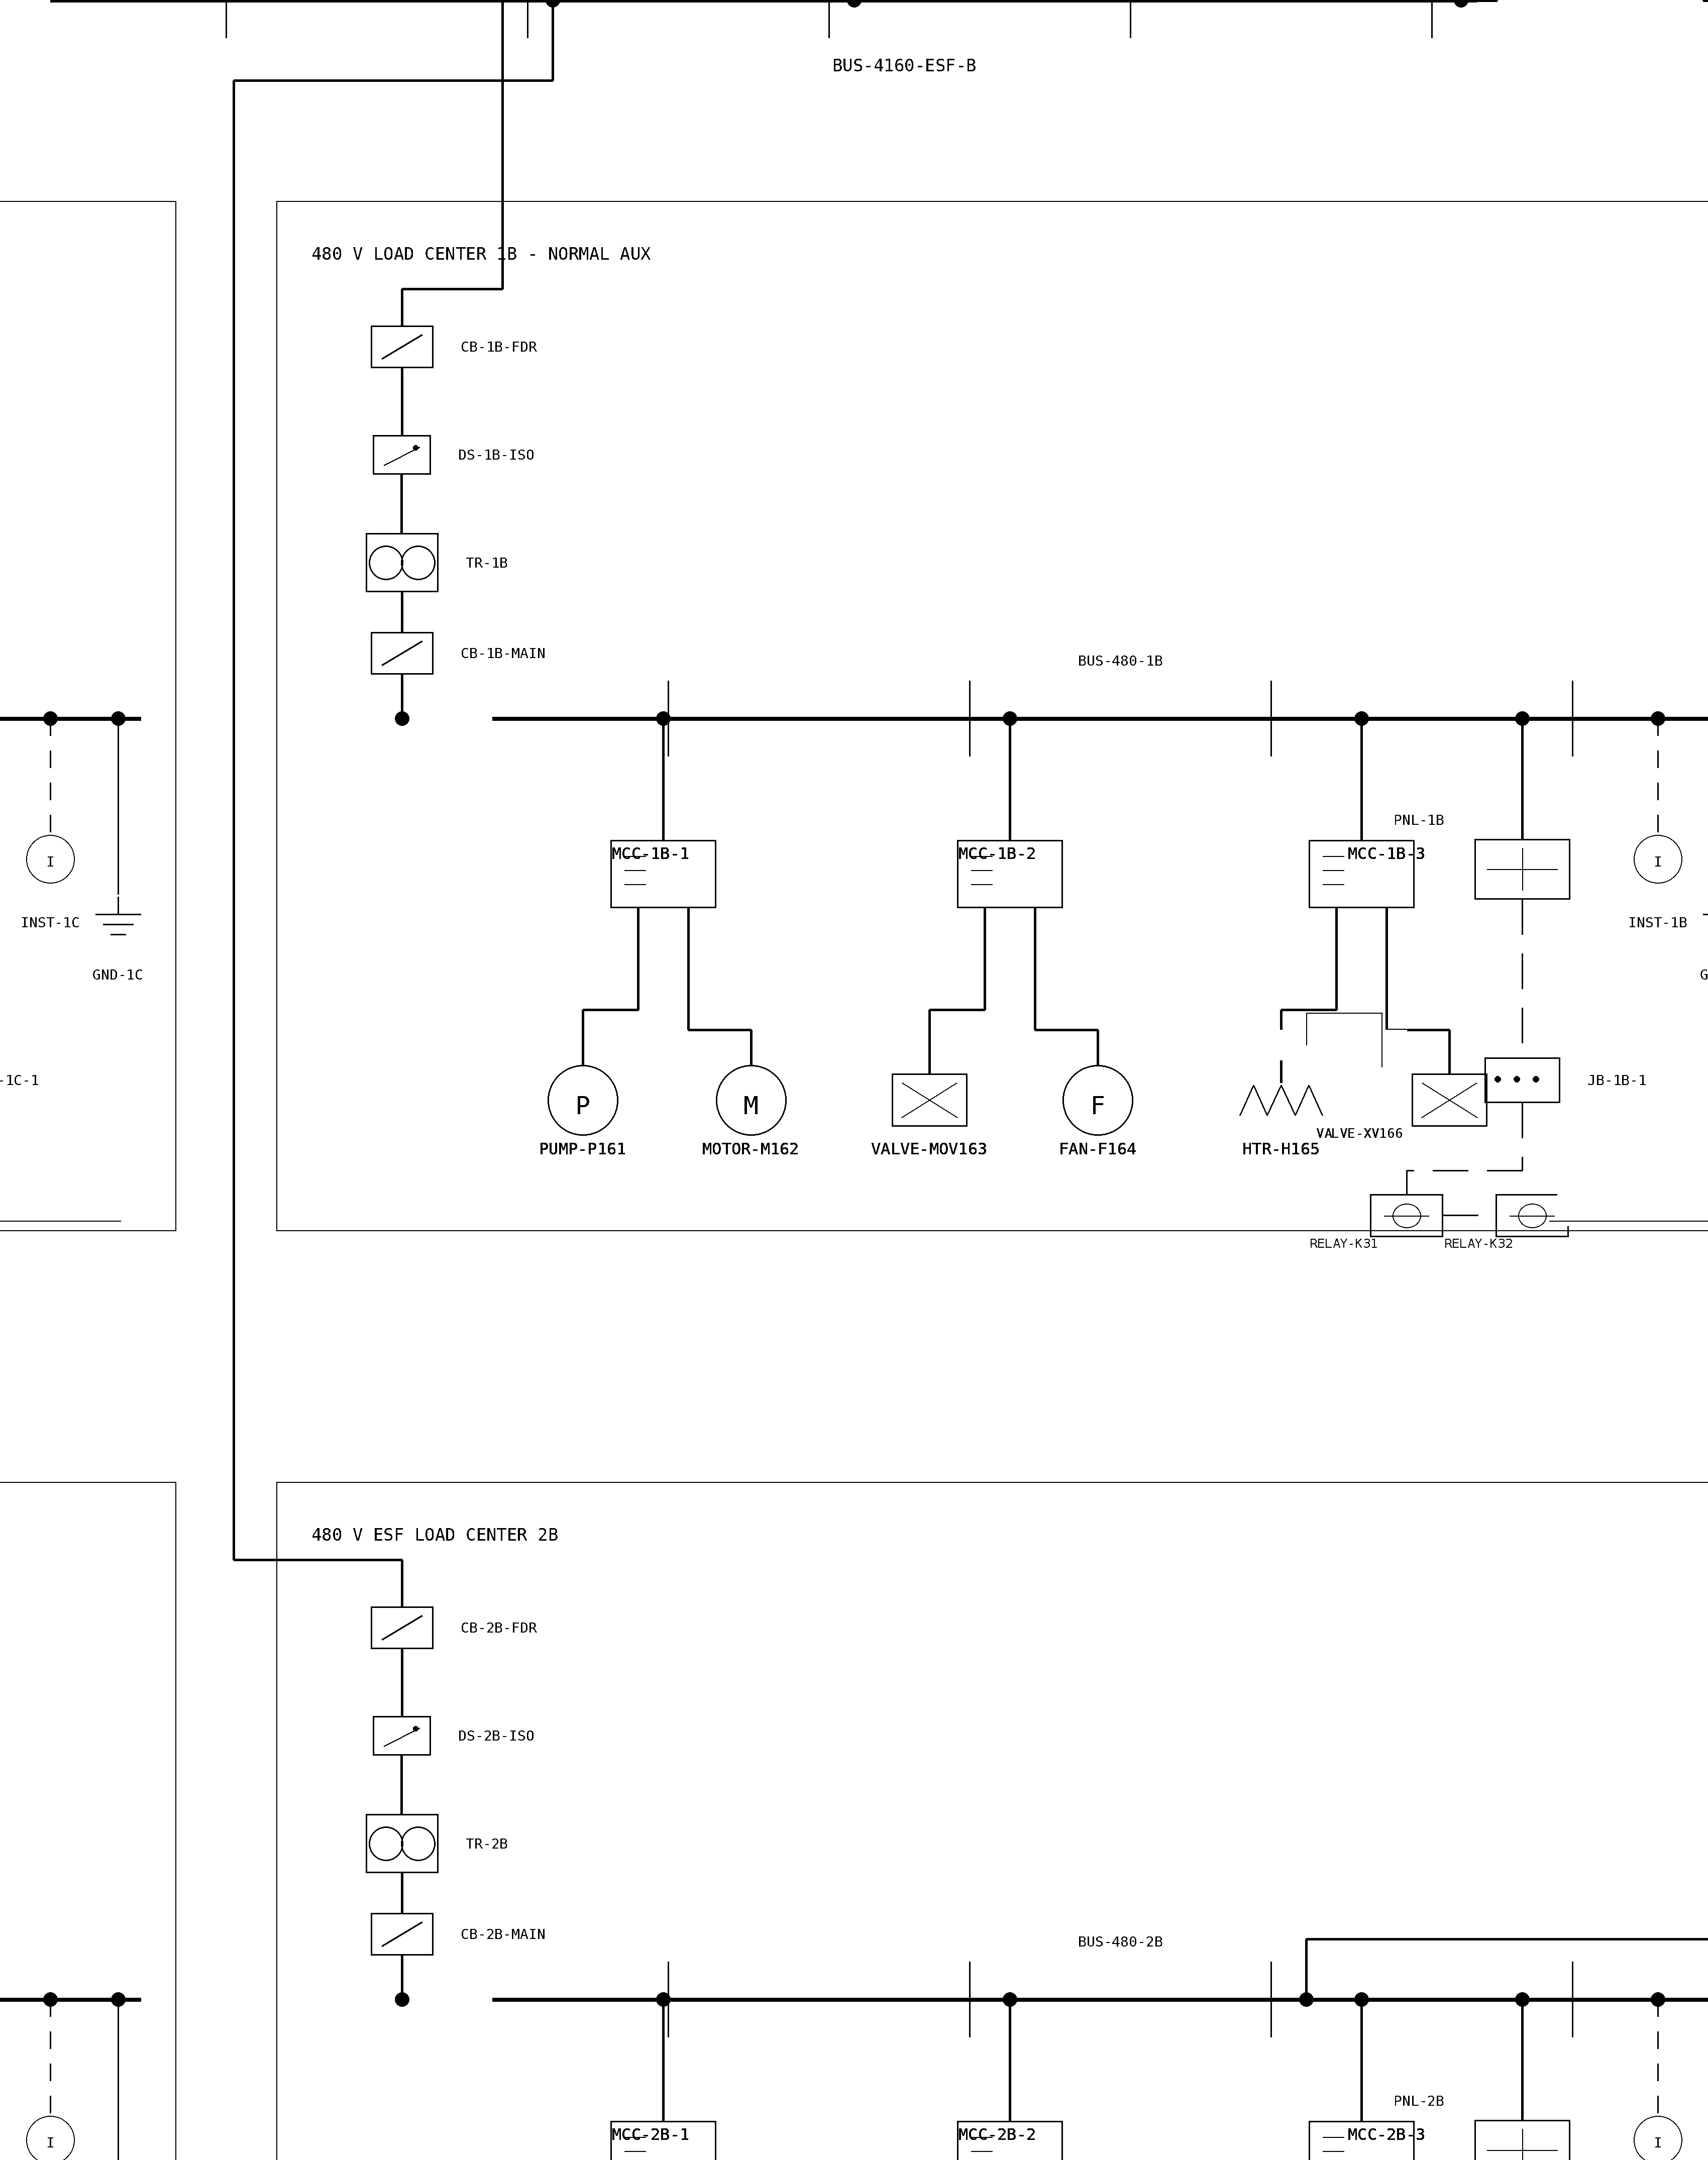 BUS-4160-ESF-B
480 V LOAD CENTER 1B - NORMAL AUX
CB-1B-FDR
DS-1B-ISO
TR-1B
CB-1B-MAIN
BUS-480-1B
PNL-1B
MCC-1B-1
MCC-1B-2
MCC-1B-3
I
I
INST-1C
INST-1B
GND-1C
G
-1C-1
JB-1B-1
P
M
F
VALVE-XV166
PUMP-P161
MOTOR-M162
VALVE-MOV163
FAN-F164
HTR-H165
RELAY-K31
RELAY-K32
480 V ESF LOAD CENTER 2B
CB-2B-FDR
DS-2B-ISO
TR-2B
CB-2B-MAIN
BUS-480-2B
PNL-2B
MCC-2B-1
MCC-2B-2
MCC-2B-3
I
I